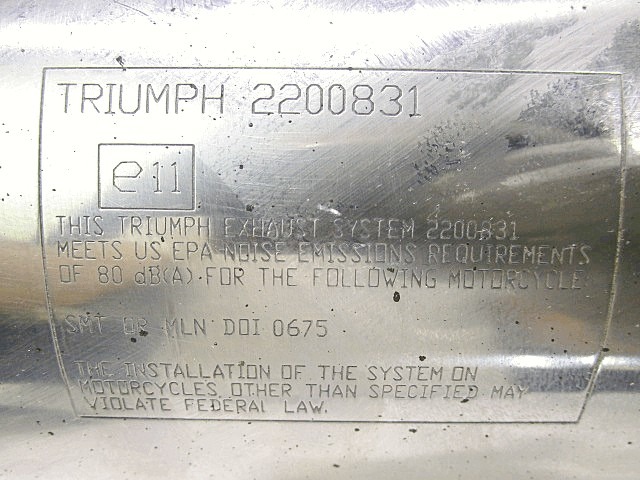 TRIUMPH 2200831
e11
THIS TRIUMPH EXHAUST SYSTEM 2200831
MEETS US EPA NOISE EMISSIONS REQUIREMENTS
OF 80 dB(A) FOR THE FOLLOWING MOTORCYCLE
SMT OR MLN DOI 0675
THE INSTALLATION OF THE SYSTEM ON
MOTORCYCLES OTHER THAN SPECIFIED MAY
VIOLATE FEDERAL LAW.